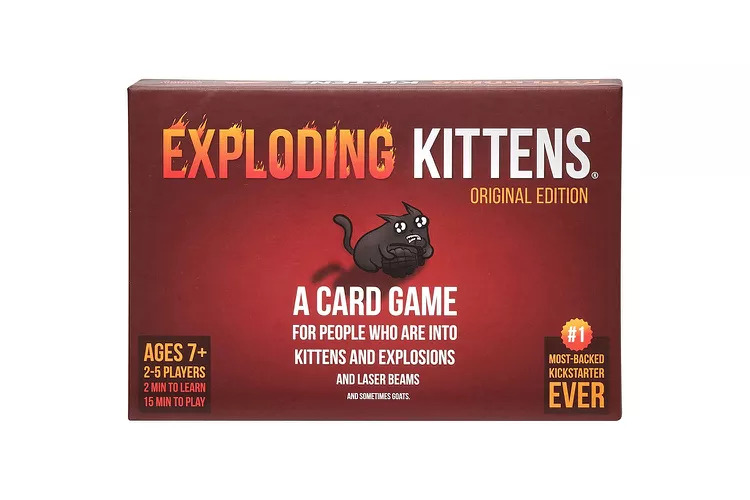 EXPLODING KITTENS®
ORIGINAL EDITION
A CARD GAME
FOR PEOPLE WHO ARE INTO
KITTENS AND EXPLOSIONS
AND LASER BEAMS
AND SOMETIMES GOATS.
AGES 7+
2-5 PLAYERS
2 MIN TO LEARN
15 MIN TO PLAY
#1
MOST-BACKED
KICKSTARTER
EVER